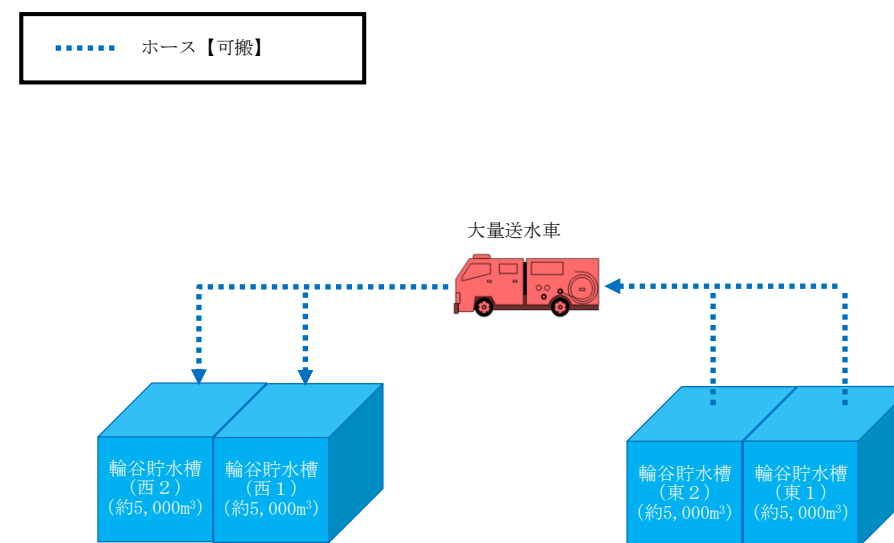 ホース【可搬】
大量送水車
輪谷貯水槽
(西２)
(約5,000m³)
輪谷貯水槽
(西１)
(約5,000m³)
輪谷貯水槽
(東２)
(約5,000m³)
輪谷貯水槽
(東１)
(約5,000m³)